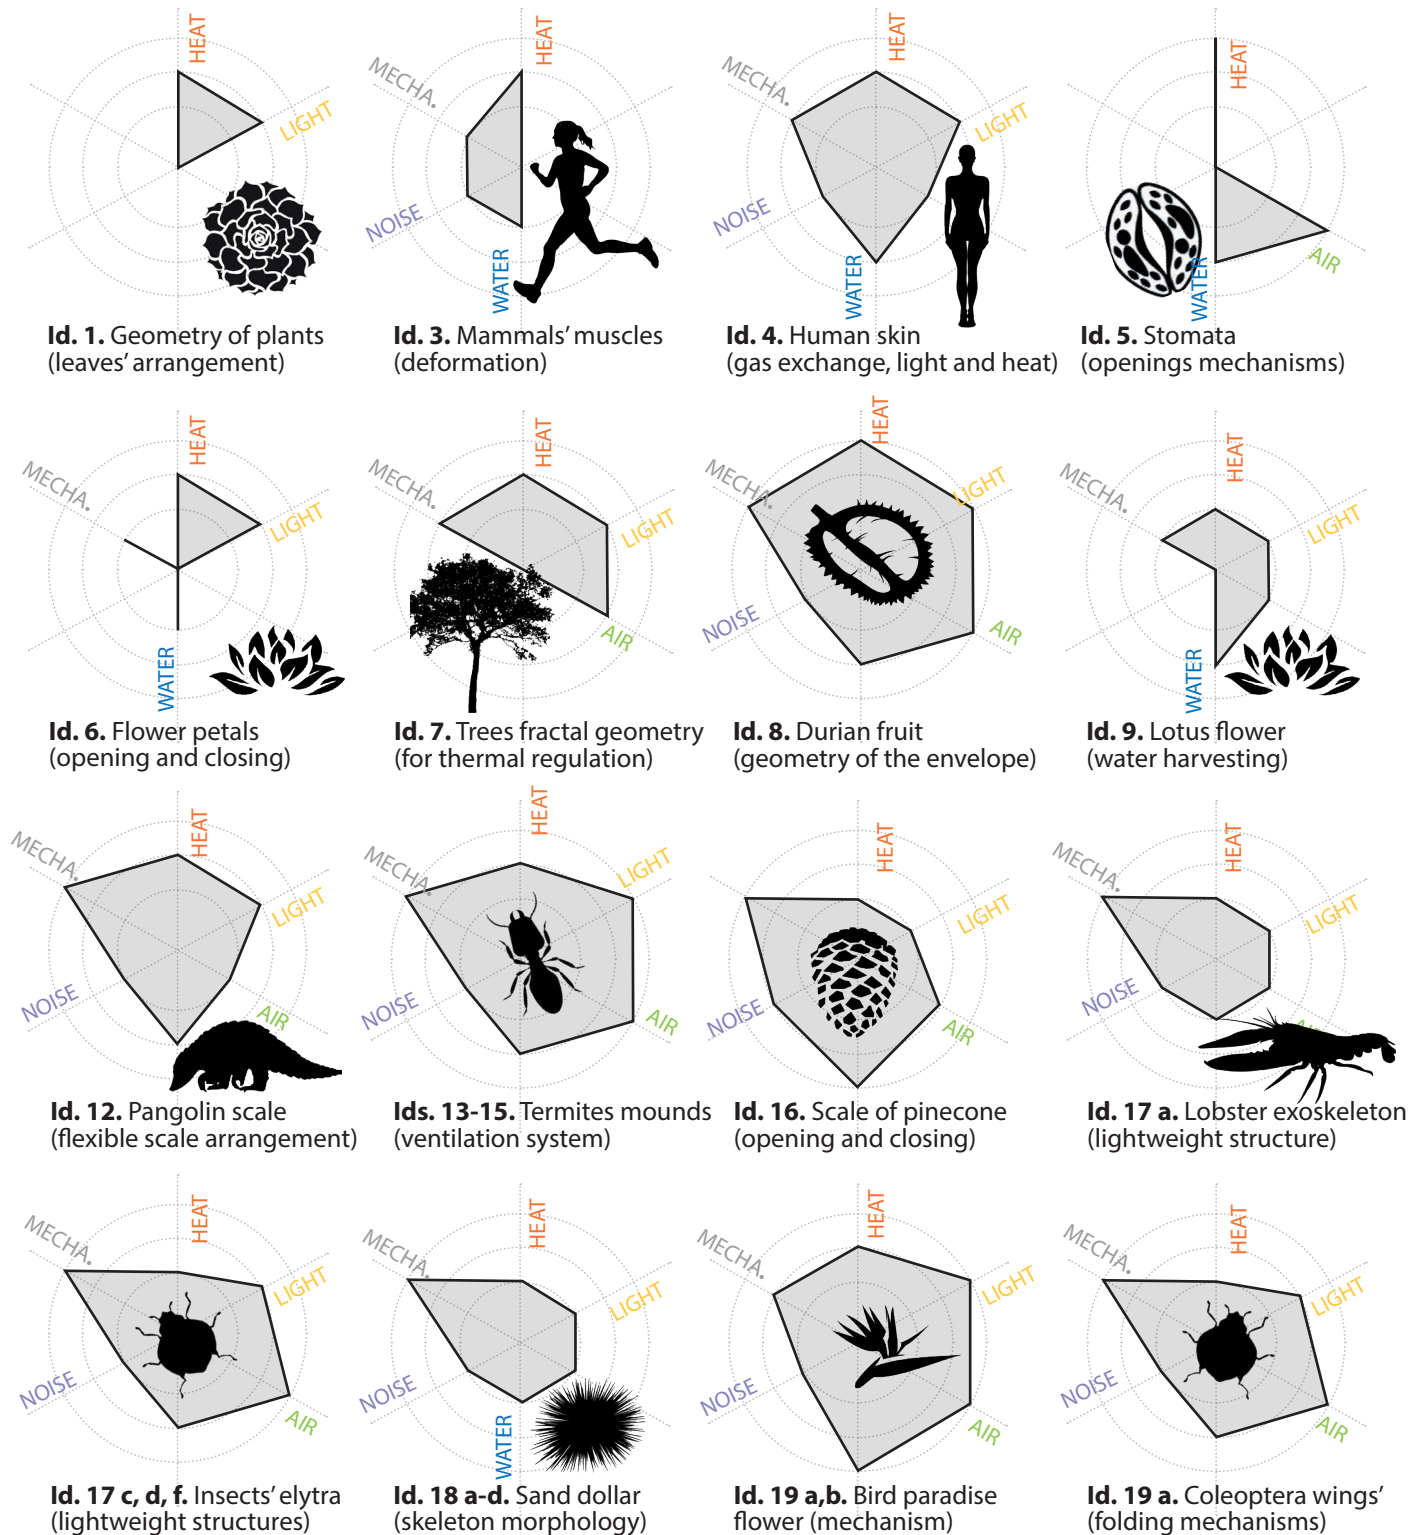 HEAT
LIGHT
Id. 1. Geometry of plants
(leaves’ arrangement)
HEAT
MECHA.
NOISE
WATER
Id. 3. Mammals’ muscles
(deformation)
HEAT
MECHA.
LIGHT
NOISE
WATER
Id. 4. Human skin
(gas exchange, light and heat)
HEAT
AIR
WATER
Id. 5. Stomata
(openings mechanisms)
HEAT
MECHA.
LIGHT
WATER
Id. 6. Flower petals
(opening and closing)
HEAT
MECHA.
LIGHT
AIR
Id. 7. Trees fractal geometry
(for thermal regulation)
HEAT
MECHA.
LIGHT
NOISE
AIR
Id. 8. Durian fruit
(geometry of the envelope)
HEAT
MECHA.
LIGHT
WATER
Id. 9. Lotus flower
(water harvesting)
HEAT
MECHA.
LIGHT
NOISE
AIR
Id. 12. Pangolin scale
(flexible scale arrangement)
HEAT
MECHA.
LIGHT
NOISE
AIR
Ids. 13-15. Termites mounds
(ventilation system)
HEAT
LIGHT
NOISE
AIR
Id. 16. Scale of pinecone
(opening and closing)
HEAT
MECHA.
LIGHT
NOISE
AIR
Id. 17 a. Lobster exoskeleton
(lightweight structure)
HEAT
MECHA.
LIGHT
NOISE
AIR
Id. 17 c, d, f. Insects’ elytra
(lightweight structures)
HEAT
MECHA.
LIGHT
NOISE
WATER
Id. 18 a-d. Sand dollar
(skeleton morphology)
HEAT
MECHA.
LIGHT
NOISE
AIR
Id. 19 a,b. Bird paradise
flower (mechanism)
HEAT
MECHA.
LIGHT
NOISE
AIR
Id. 19 a. Coleoptera wings’
(folding mechanisms)